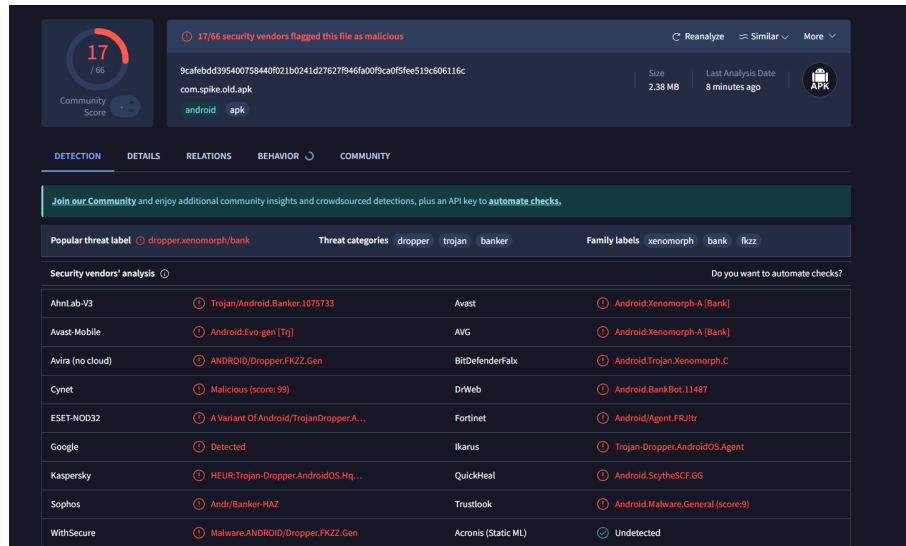 17
/ 66
Community
Score
17/66 security vendors flagged this file as malicious
Reanalyze Similar More
9cafebdd395400758440f021b0241d27627f946fa00f9ca0f5fee519c606116c
com.spike.old.apk
android apk
Size
2.38 MB
Last Analysis Date
8 minutes ago
APK
DETECTION DETAILS RELATIONS BEHAVIOR COMMUNITY
Join our Community and enjoy additional community insights and crowdsourced detections, plus an API key to automate checks.
Popular threat label dropper.xenomorph/bank Threat categories dropper trojan banker Family labels xenomorph bank fkzz
Security vendors' analysis Do you want to automate checks?
AhnLab-V3 Trojan/Android.Banker.1075733 Avast Android:Xenomorph-A [Bank]
Avast-Mobile Android:Evo-gen [Trj] AVG Android:Xenomorph-A [Bank]
Avira (no cloud) ANDROID/Dropper.FKZZ.Gen BitDefenderFalx Android.Trojan.Xenomorph.C
Cynet Malicious (score: 99) DrWeb Android.BankBot.11487
ESET-NOD32 A Variant Of Android/TrojanDropper.A... Fortinet Android/Agent.FRJ!tr
Google Detected Ikarus Trojan-Dropper.AndroidOS.Agent
Kaspersky HEUR:Trojan-Dropper.AndroidOS.Hq... QuickHeal Android.ScytheSCF.GG
Sophos Andr/Banker-HAZ Trustlook Android.Malware.General (score:9)
WithSecure Malware.ANDROID/Dropper.FKZZ.Gen Acronis (Static ML) Undetected